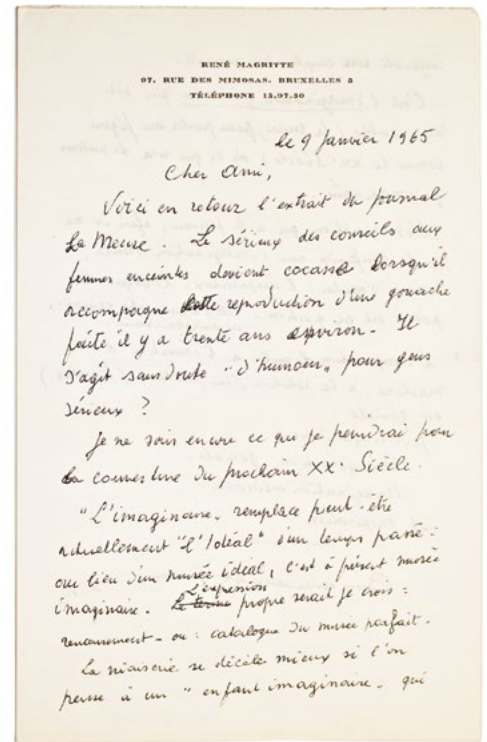 RENÉ MAGRITTE
97, RUE DES MIMOSAS, BRUXELLES 3
TÉLÉPHONE 15.07.30
le 9 Janvier 1965
Cher Ami,
Voici en retour l'extrait du journal
La Meuse. Le sérieux des conseils aux
femmes enceintes devient cocasse lorsqu'il
accompagne reproduction d'une gouache
faite il y a trente ans environ. Il
s'agit sans doute "d'humour" pour gens
sérieux ?
Je ne sais encore ce que je peindrai pour
la couverture du prochain XXe Siècle.
"L'imaginaire" remplace peut-être
actuellement "l'Idéal" d'un temps passé :
au lieu d'un musée idéal, c'est à présent musée
imaginaire. Le terme L'expression propre serait je crois :
recensement - ou : catalogue du musée parfait.
La niaiserie se décèle mieux si l'on
pense à un "enfant imaginaire" qui